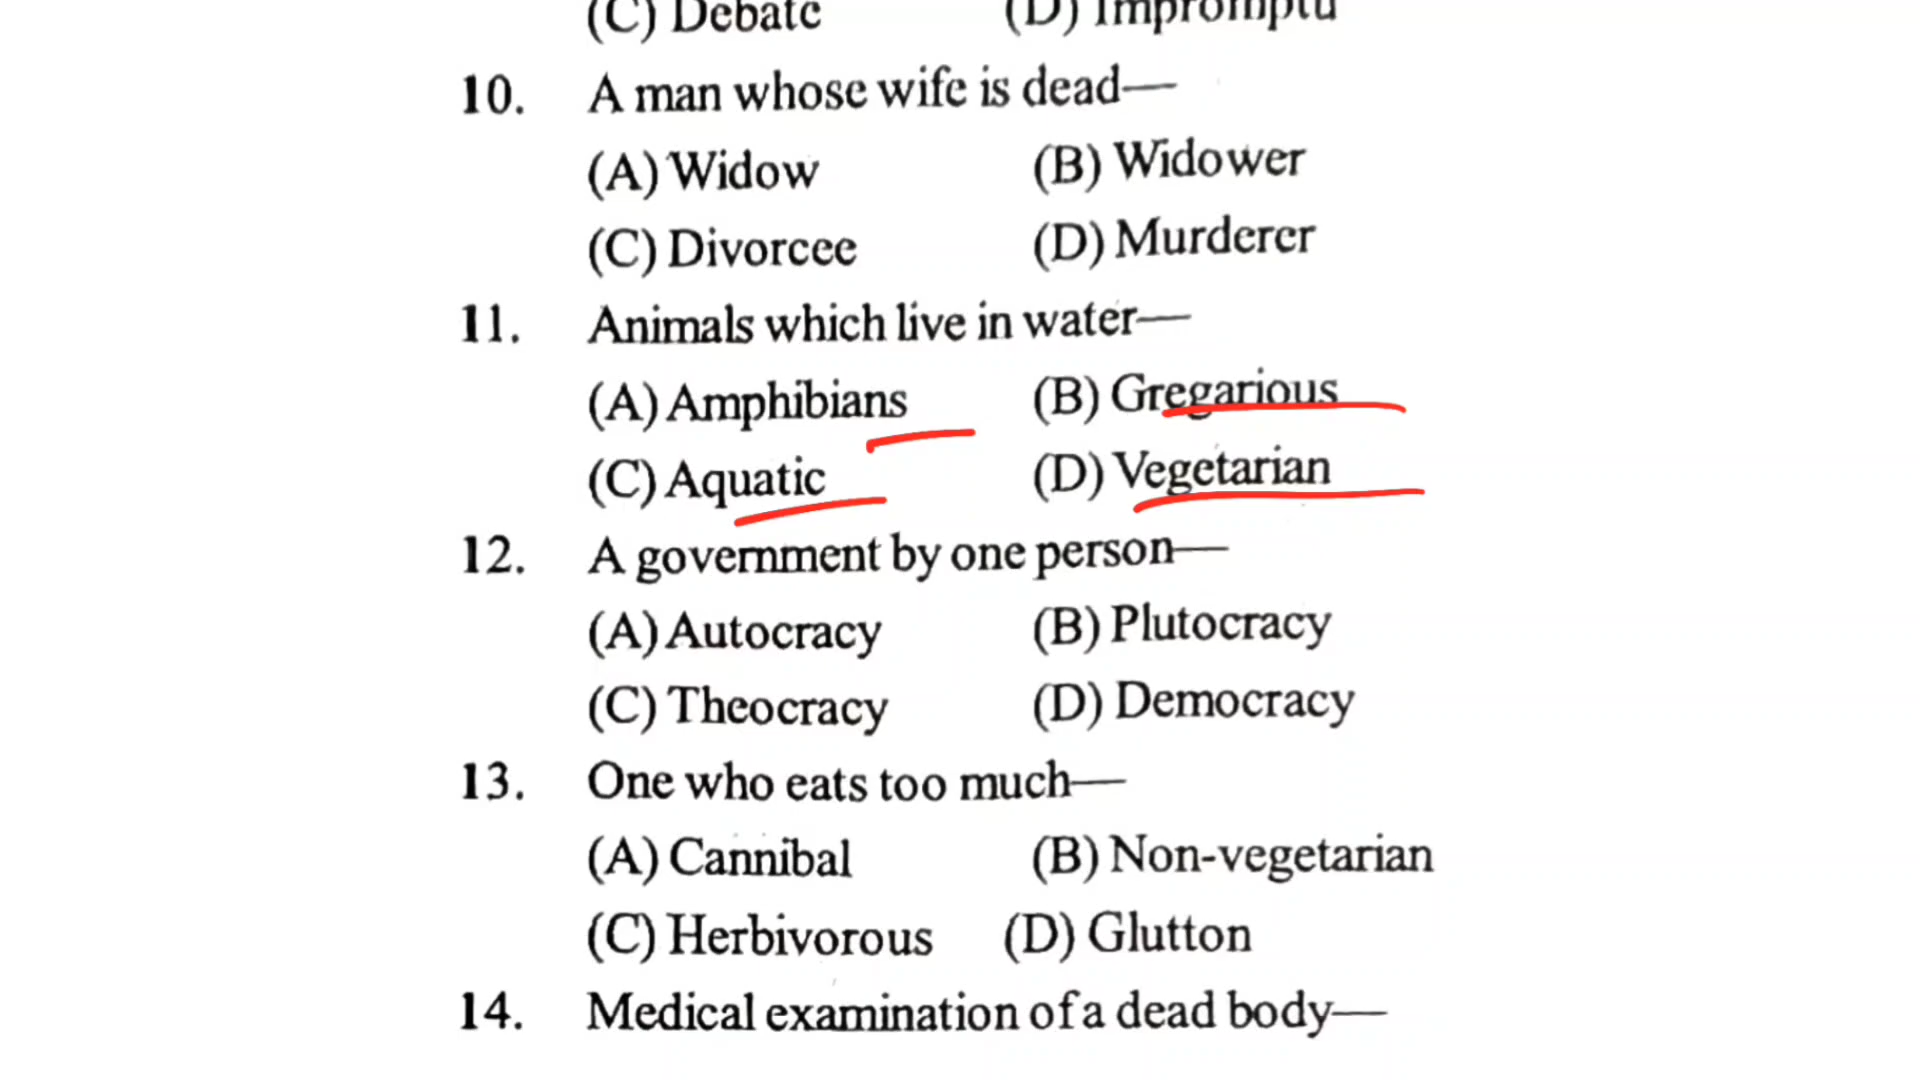 (C) Debate (D) Impromptu
10. A man whose wife is dead—
(A) Widow (B) Widower
(C) Divorcee (D) Murderer
11. Animals which live in water—
(A) Amphibians (B) Gregarious
(C) Aquatic (D) Vegetarian
12. A government by one person—
(A) Autocracy (B) Plutocracy
(C) Theocracy (D) Democracy
13. One who eats too much—
(A) Cannibal (B) Non-vegetarian
(C) Herbivorous (D) Glutton
14. Medical examination of a dead body—